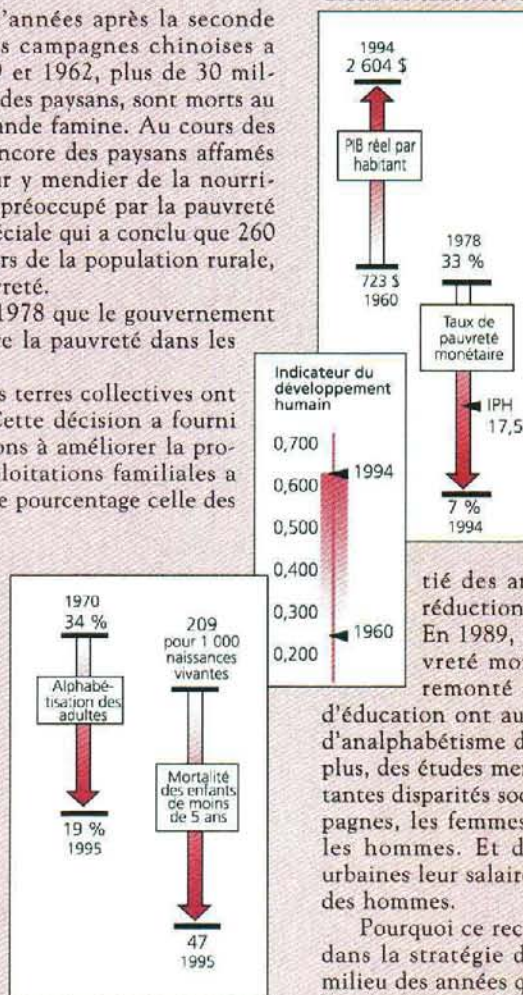 d'années après la seconde
s campagnes chinoises a
et 1962, plus de 30 mil-
des paysans, sont morts au
ande famine. Au cours des
ncore des paysans affamés
ur y mendier de la nourri-
préoccupé par la pauvreté
éciale qui a conclu que 260
rs de la population rurale,
vreté.
1978 que le gouvernement
re la pauvreté dans les
s terres collectives ont
Cette décision a fourni
ons à améliorer la pro-
ploitations familiales a
e pourcentage celle des
1994
2 604 $
PIB réel par
habitant
723 $
1960
1978
33 %
Taux de
pauvreté
monétaire
IPH
17,5
7 %
1994
Indicateur du
développement
humain
0,700
0,600
0,500
0,400
0,300
0,200
1994
1960
1970
34 %
Alphabé-
tisation des
adultes
19 %
1995
209
pour 1 000
naissances
vivantes
Mortalité
des enfants
de moins
de 5 ans
47
1995
tié des an
réduction
En 1989,
vreté mo
remonté
d'éducation ont au
d'analphabétisme d
plus, des études me
tantes disparités soc
pagnes, les femmes
les hommes. Et d
urbaines leur salaire
des hommes.
Pourquoi ce rec
dans la stratégie d
milieu des années q